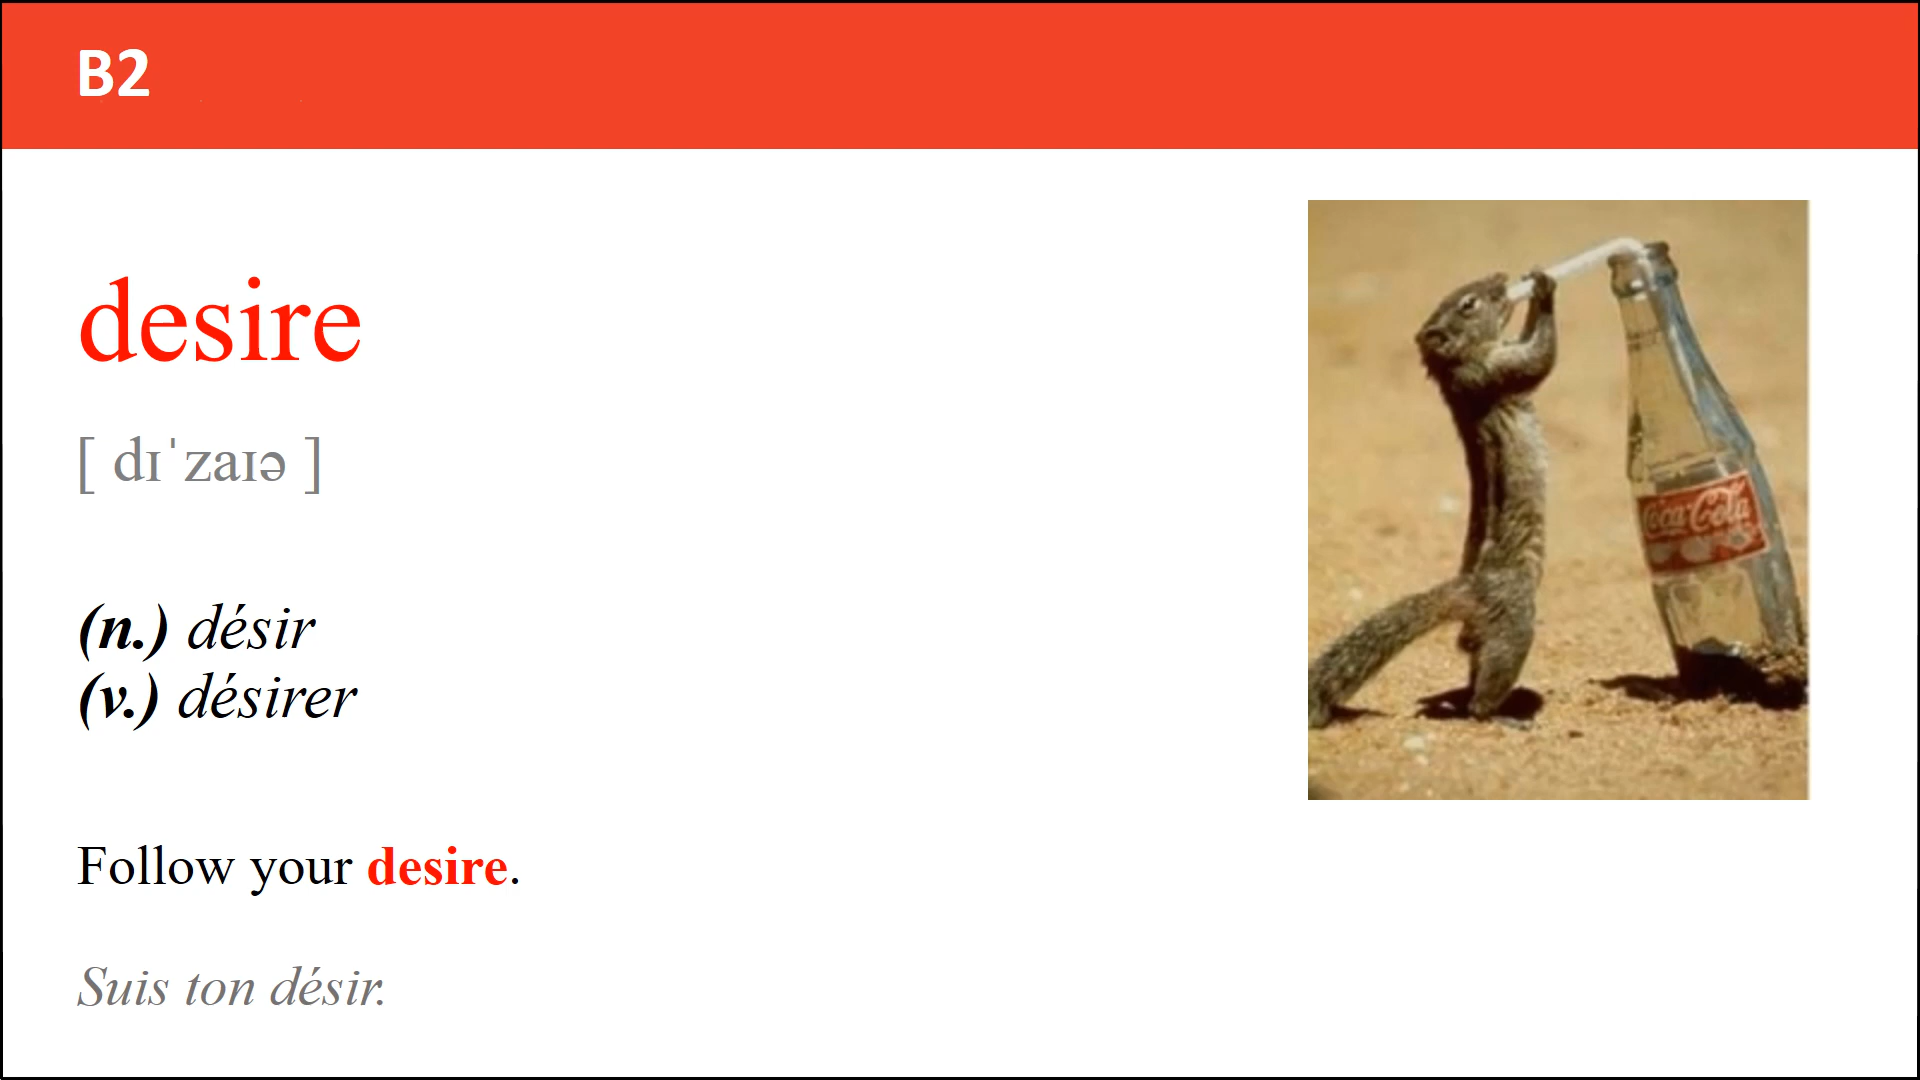 B2
desire
[ dɪˈzaɪə ]
(n.) désir
(v.) désirer
Follow your desire.
Suis ton désir.
Coca-Cola